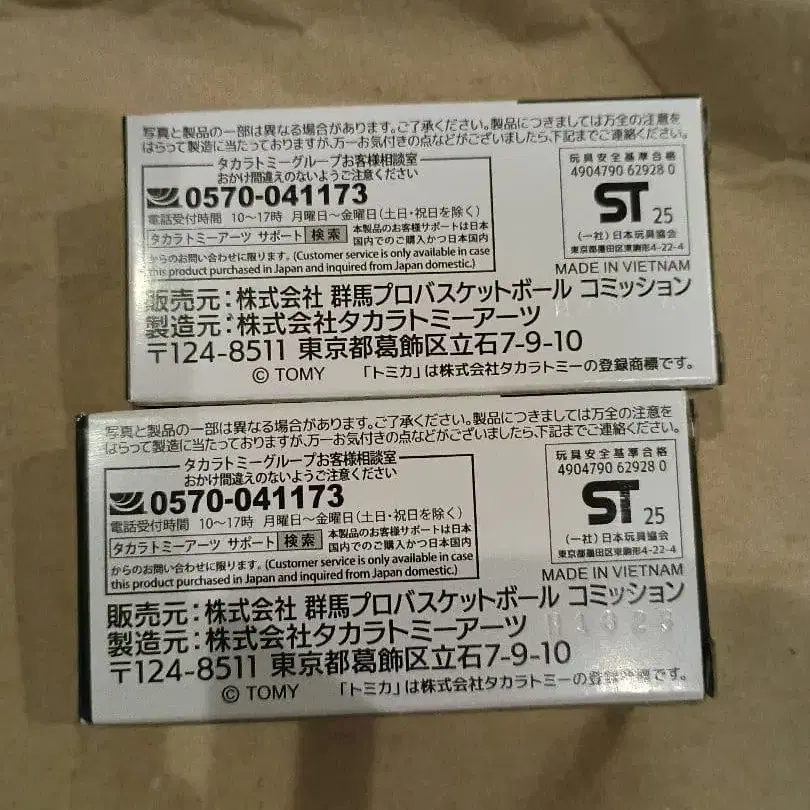 写真と製品の一部は異なる場合があります。ご了承ください。製品につきましては万全の注意を
はらって製造に当たっておりますが、万一お気付きの点などがございましたら、下記までご連絡ください。
タカラトミーグループお客様相談室
おかけ間違えのないようご注意ください
0570-041173
電話受付時間 10～17時 月曜日～金曜日(土日・祝日を除く)
タカラトミーアーツ サポート 検索
本製品のお客様サポートは日本
国内でのご購入かつ日本国内
からのお問い合わせに限ります。(Customer service is only available in case
this product purchased in Japan and inquired from Japan domestic.)
玩具安全基準合格
4904790 62928 0
ST 25
(一社)日本玩具協会
東京都墨田区東駒形4-22-4
MADE IN VIETNAM
販売元：株式会社 群馬プロバスケットボール コミッション
製造元：株式会社タカラトミーアーツ
〒124-8511 東京都葛飾区立石7-9-10
© TOMY 「トミカ」は株式会社タカラトミーの登録商標です。
写真と製品の一部は異なる場合があります。ご了承ください。製品につきましては万全の注意を
はらって製造に当たっておりますが、万一お気付きの点などがございましたら、下記までご連絡ください。
タカラトミーグループお客様相談室
おかけ間違えのないようご注意ください
0570-041173
電話受付時間 10～17時 月曜日～金曜日(土日・祝日を除く)
タカラトミーアーツ サポート 検索
本製品のお客様サポートは日本
国内でのご購入かつ日本国内
からのお問い合わせに限ります。(Customer service is only available in case
this product purchased in Japan and inquired from Japan domestic.)
玩具安全基準合格
4904790 62928 0
ST 25
(一社)日本玩具協会
東京都墨田区東駒形4-22-4
MADE IN VIETNAM
販売元：株式会社 群馬プロバスケットボール コミッション
製造元：株式会社タカラトミーアーツ
〒124-8511 東京都葛飾区立石7-9-10
© TOMY 「トミカ」は株式会社タカラトミーの登録商標です。